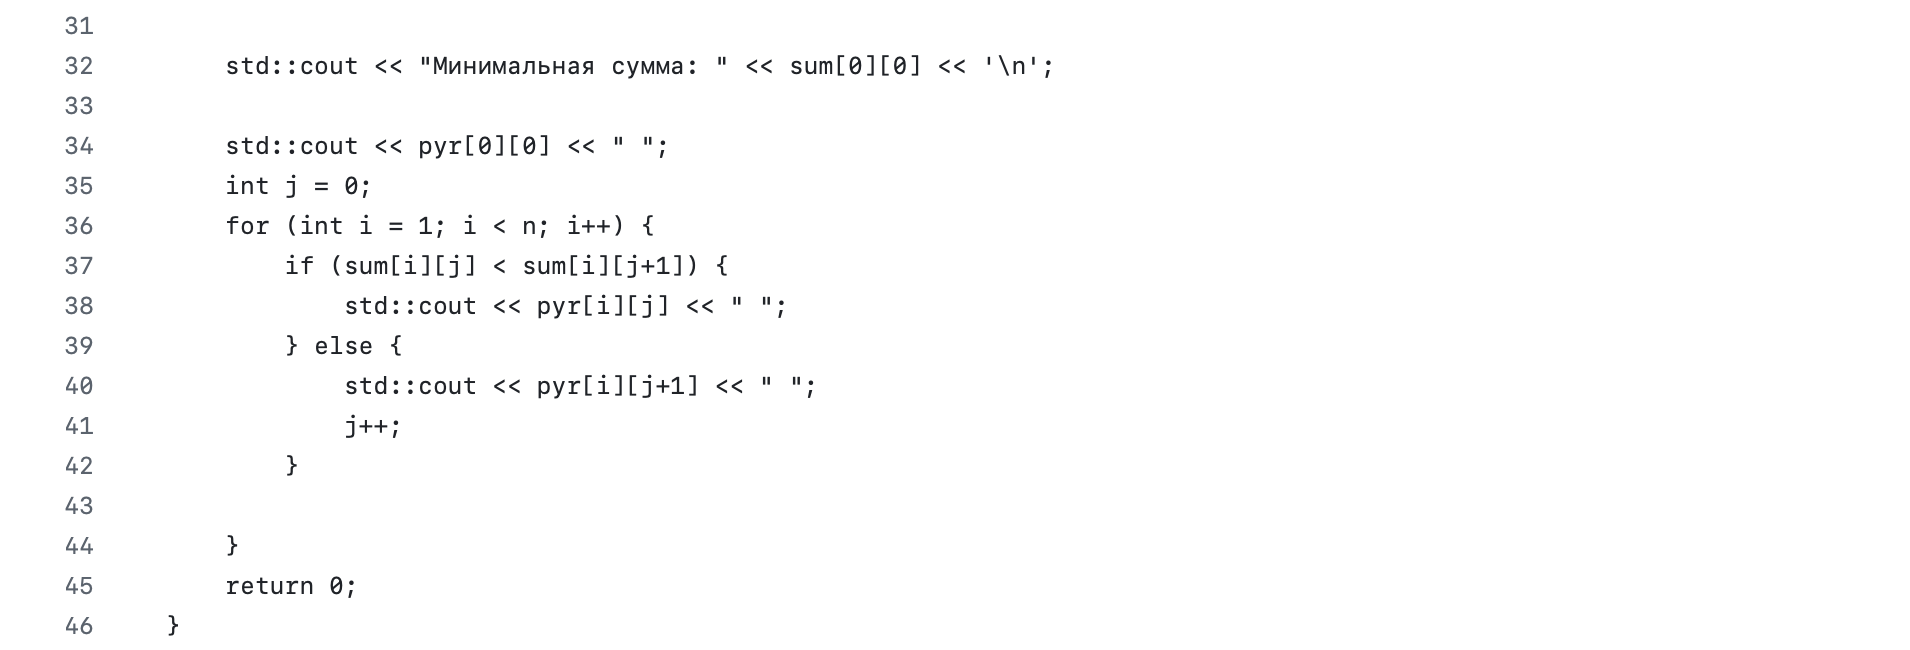 31
32 std::cout << "Минимальная сумма: " << sum[0][0] << '\n';
33
34 std::cout << pyr[0][0] << " ";
35 int j = 0;
36 for (int i = 1; i < n; i++) {
37 if (sum[i][j] < sum[i][j+1]) {
38 std::cout << pyr[i][j] << " ";
39 } else {
40 std::cout << pyr[i][j+1] << " ";
41 j++;
42 }
43
44 }
45 return 0;
46 }